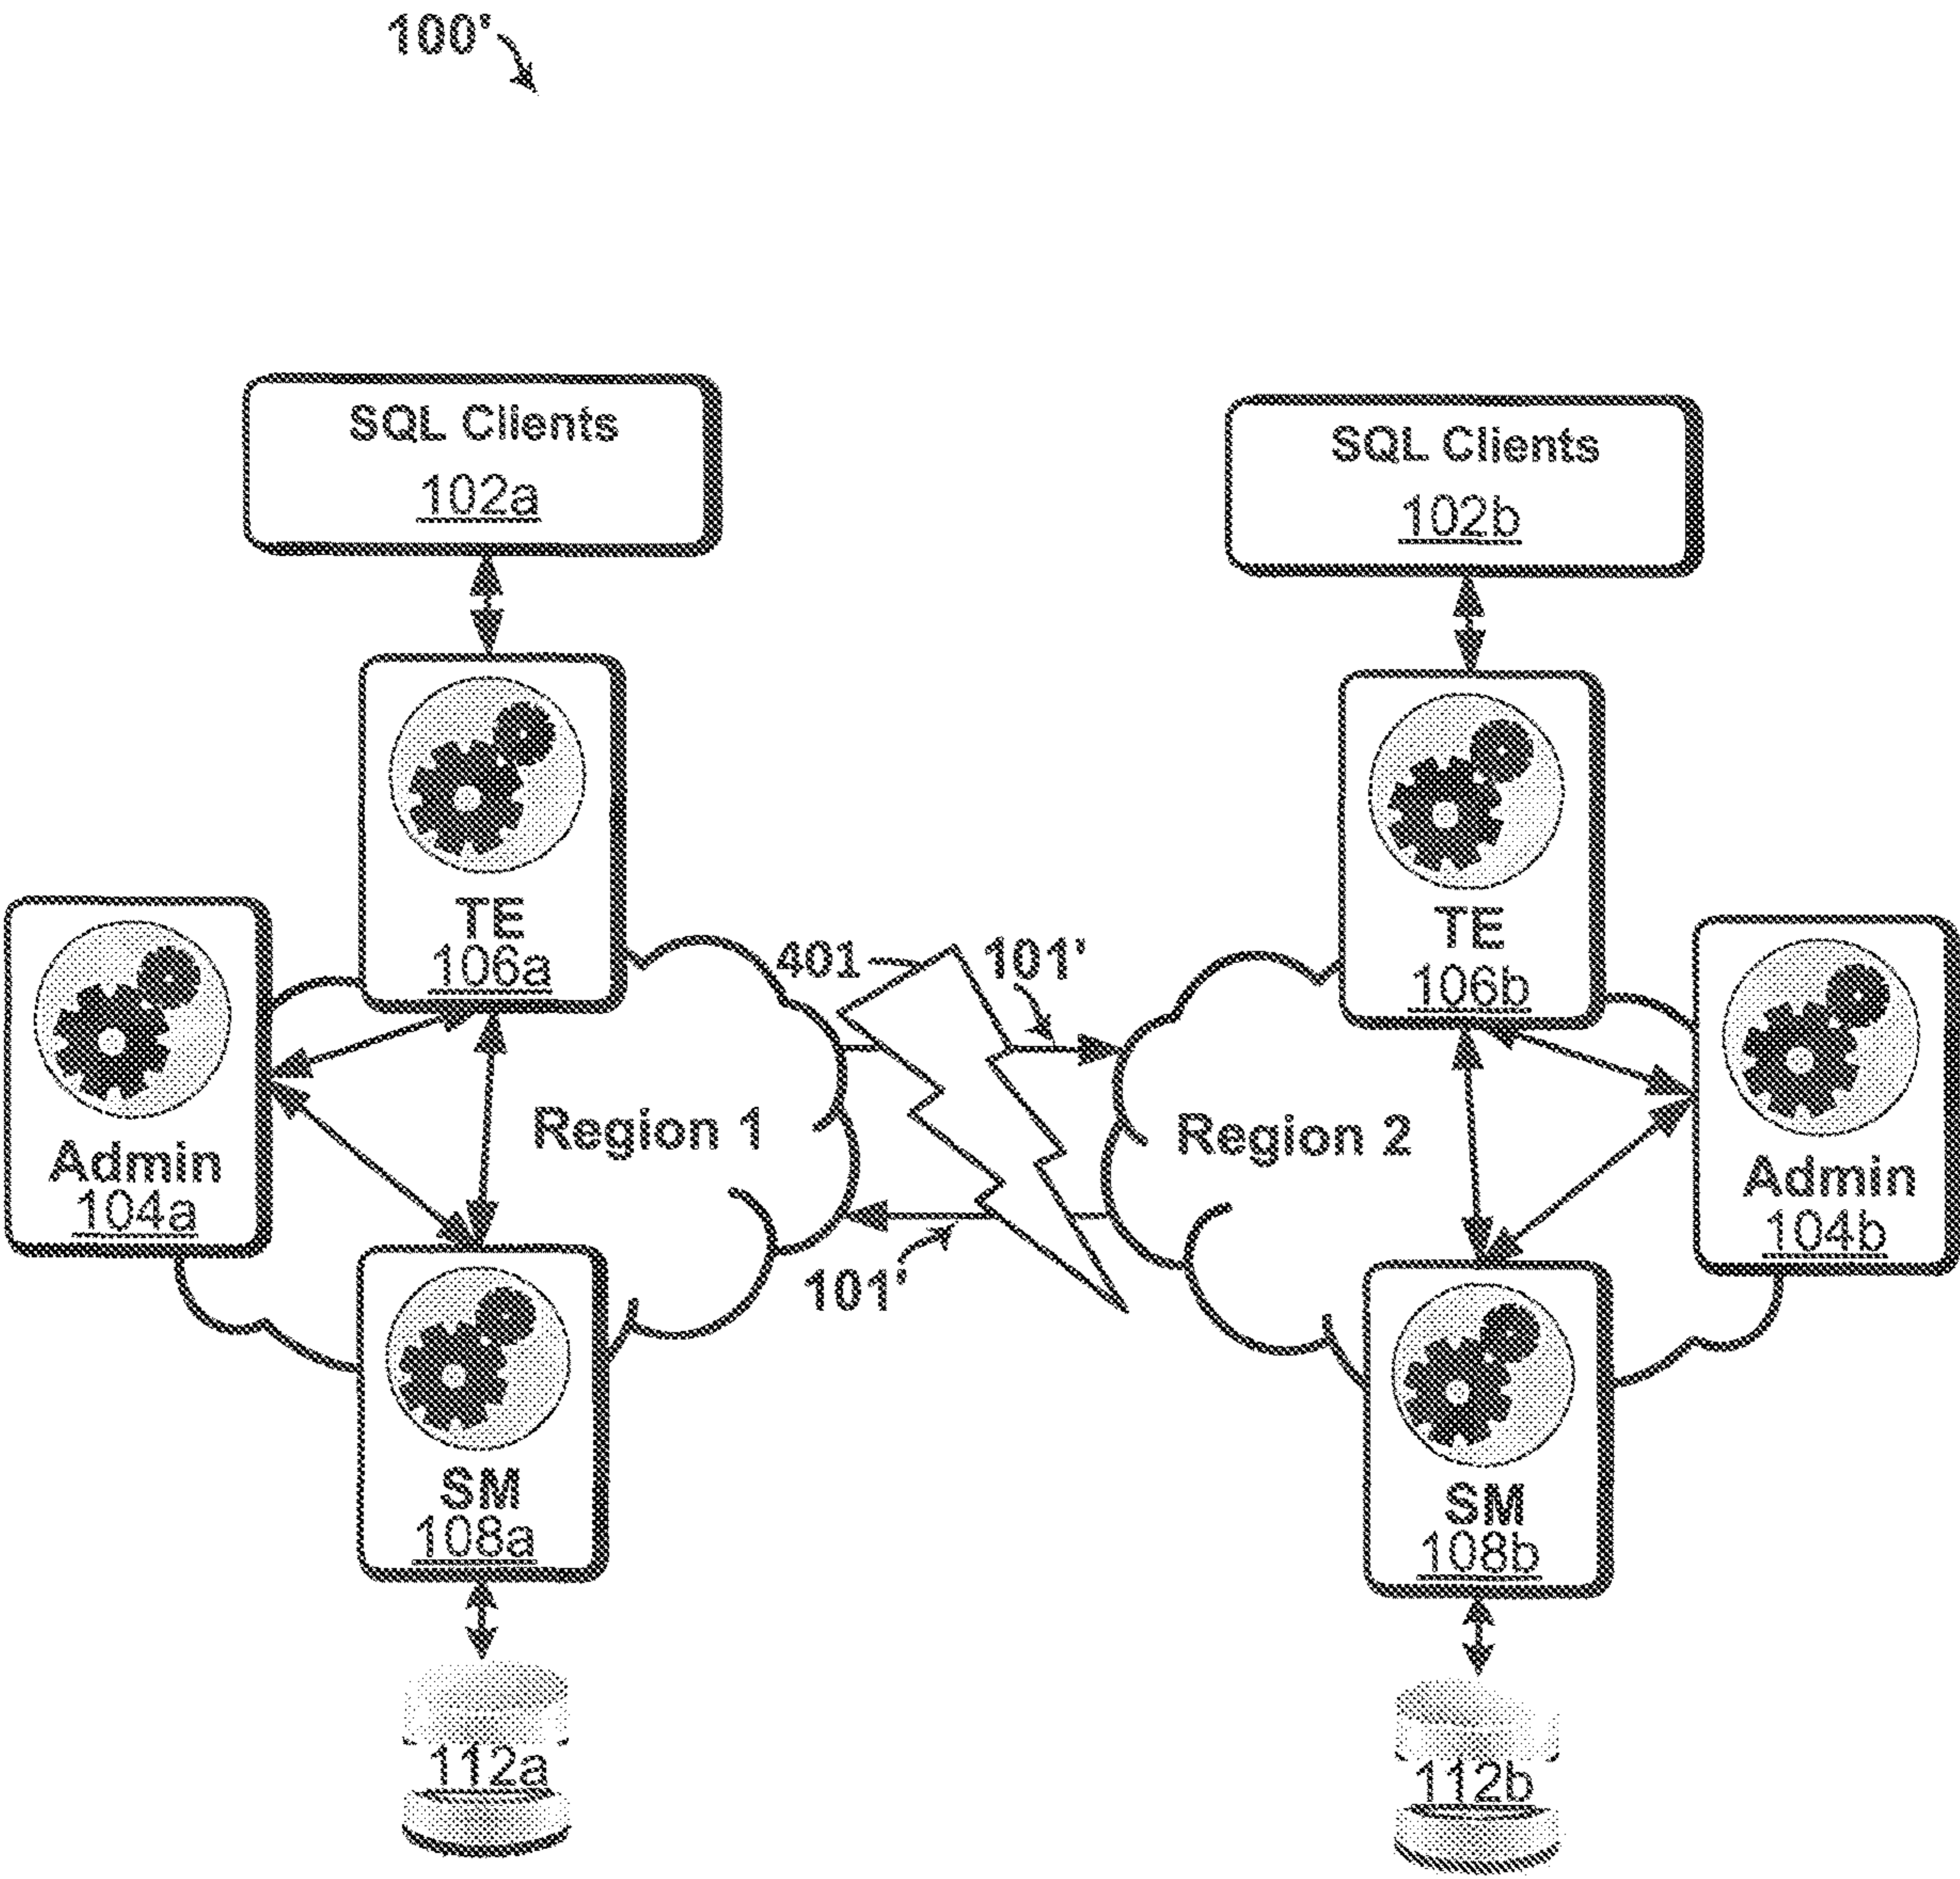 100'
SQL Clients
102a
SQL Clients
102b
TE
106a
TE
106b
401
101'
Admin
104a
Region 1
Region 2
Admin
104b
101'
SM
108a
SM
108b
112a
112b